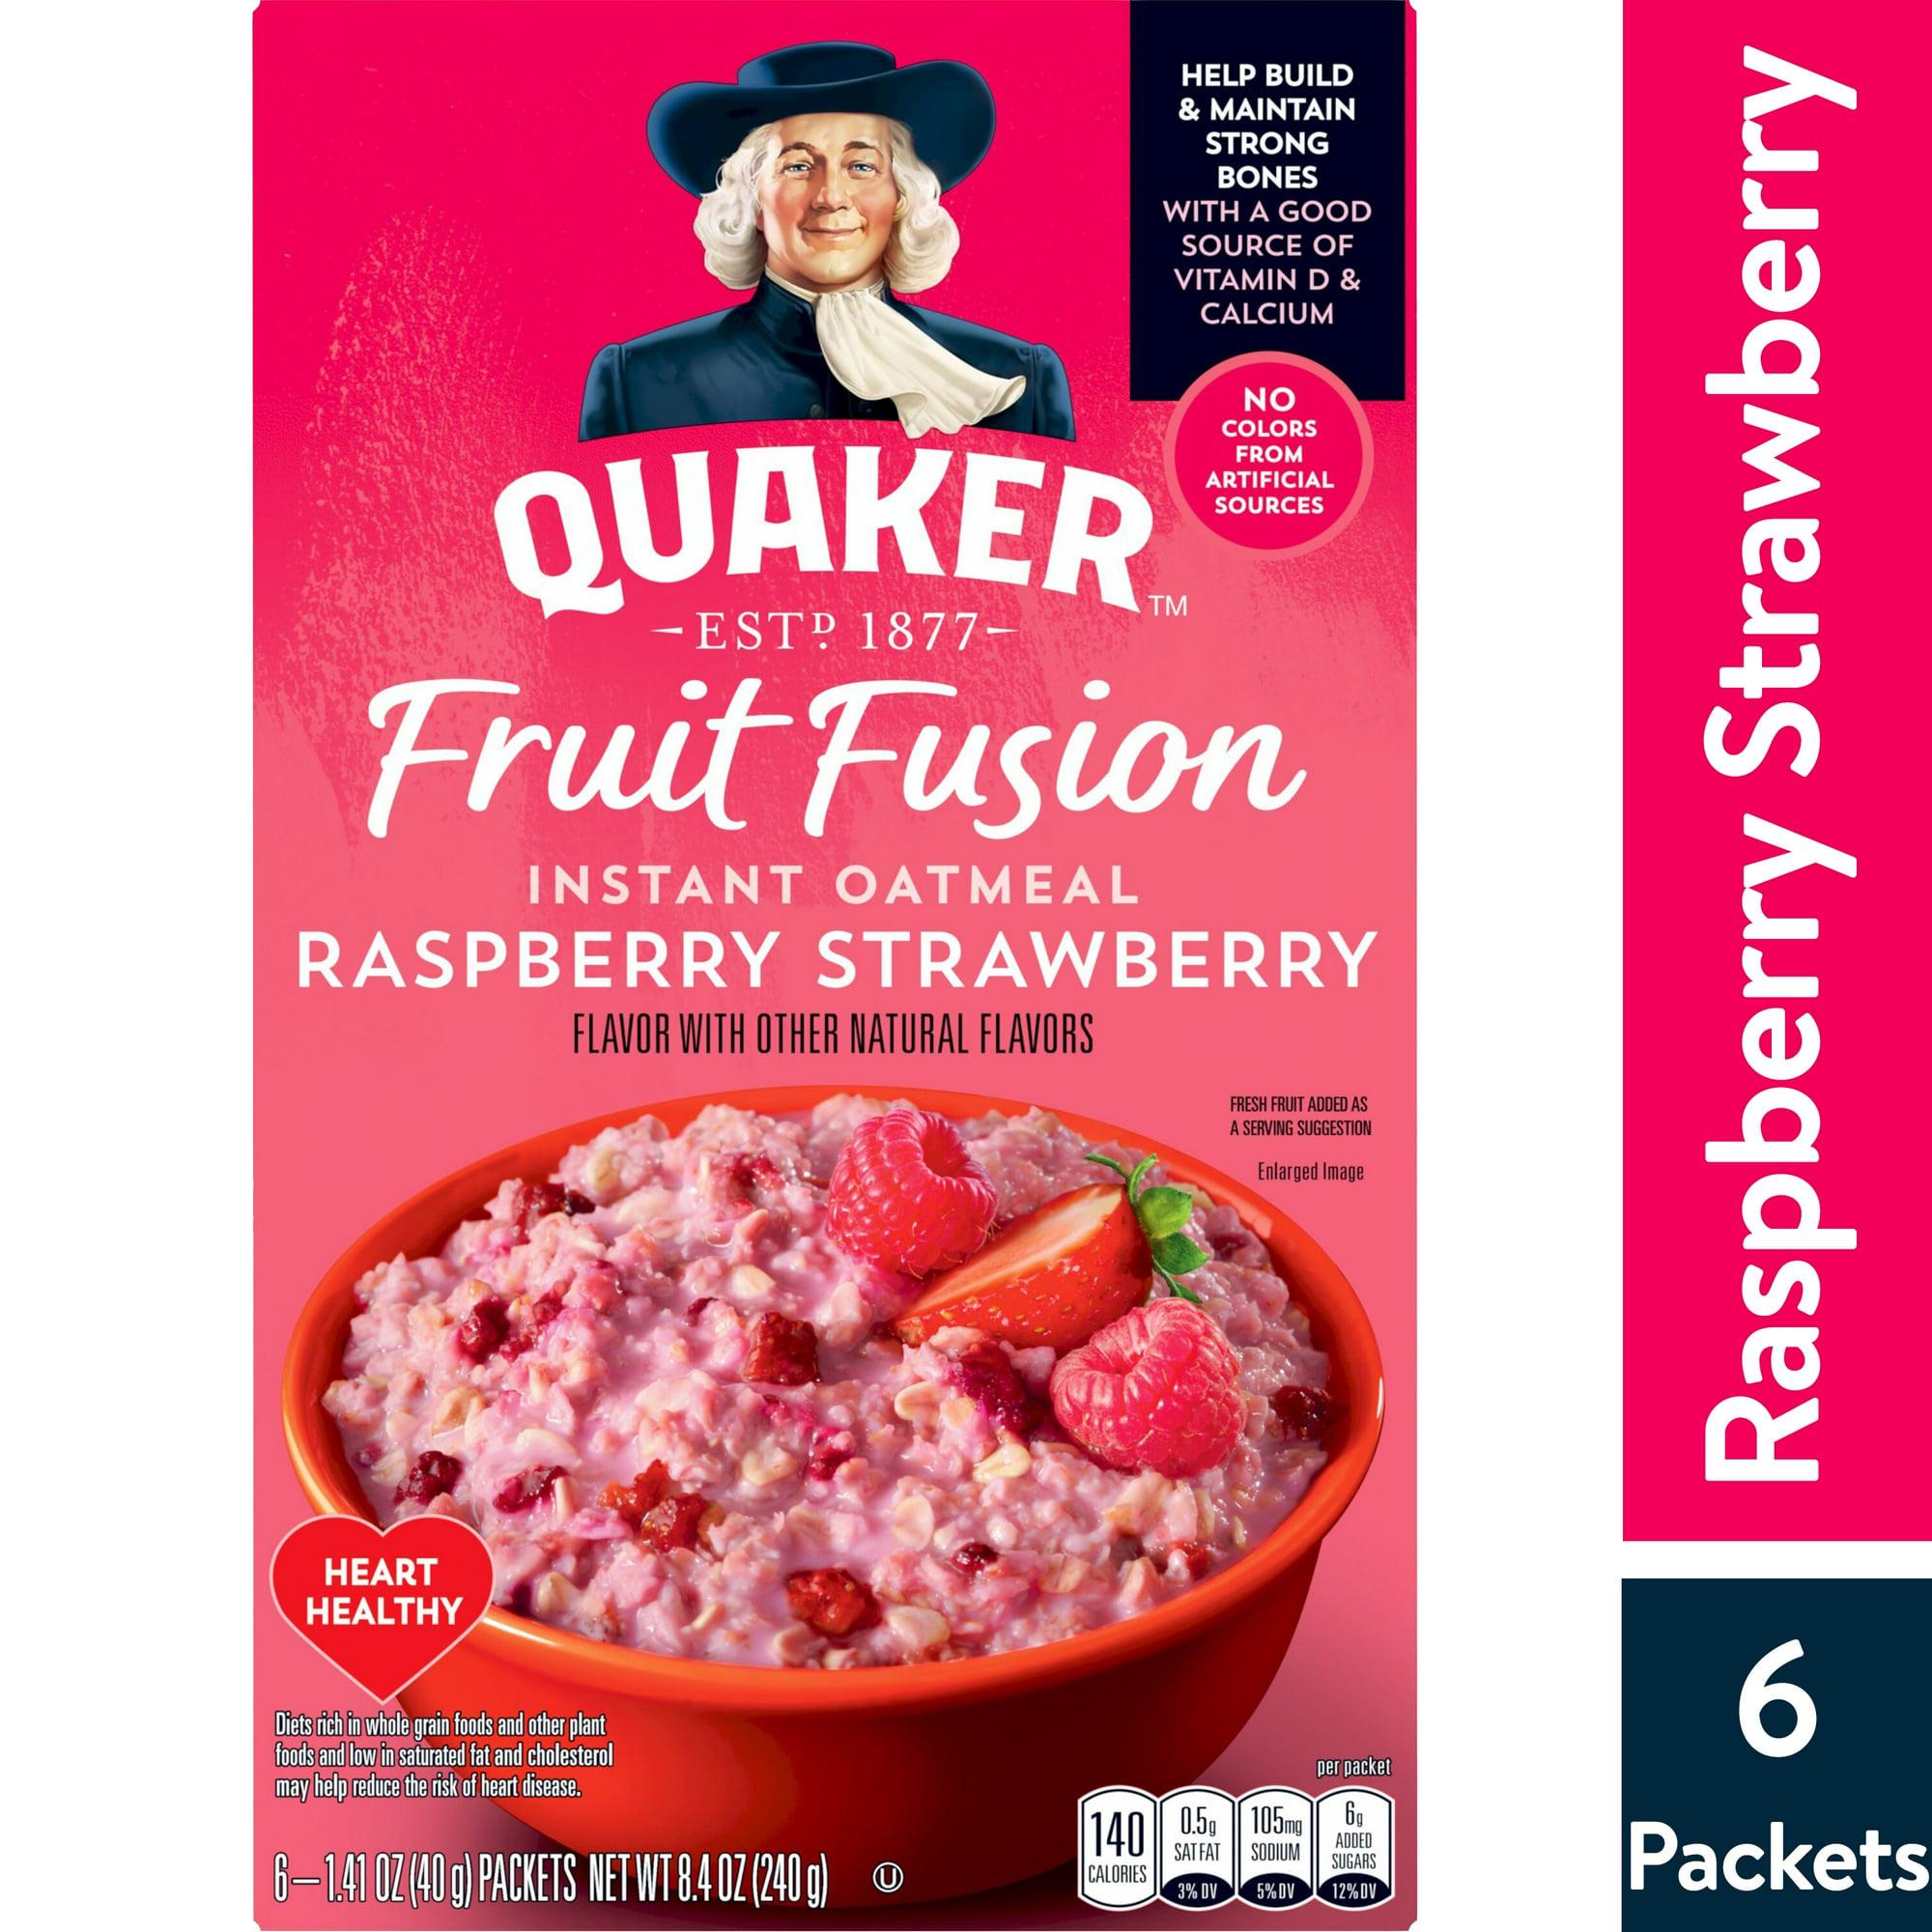 HELP BUILD
& MAINTAIN
STRONG
BONES
WITH A GOOD
SOURCE OF
VITAMIN D &
CALCIUM
NO
COLORS
FROM
ARTIFICIAL
SOURCES
QUAKER™
-ESTD. 1877-
Fruit Fusion
INSTANT OATMEAL
RASPBERRY STRAWBERRY
FLAVOR WITH OTHER NATURAL FLAVORS
FRESH FRUIT ADDED AS
A SERVING SUGGESTION
Enlarged Image
HEART
HEALTHY
Diets rich in whole grain foods and other plant
foods and low in saturated fat and cholesterol
may help reduce the risk of heart disease.
6–1.41 OZ (40 g) PACKETS NET WT 8.4 OZ (240 g)
U
per packet
140
CALORIES
0.5g
SAT FAT
3% DV
105mg
SODIUM
5% DV
6g
ADDED
SUGARS
12% DV
Raspberry Strawberry
6
Packets